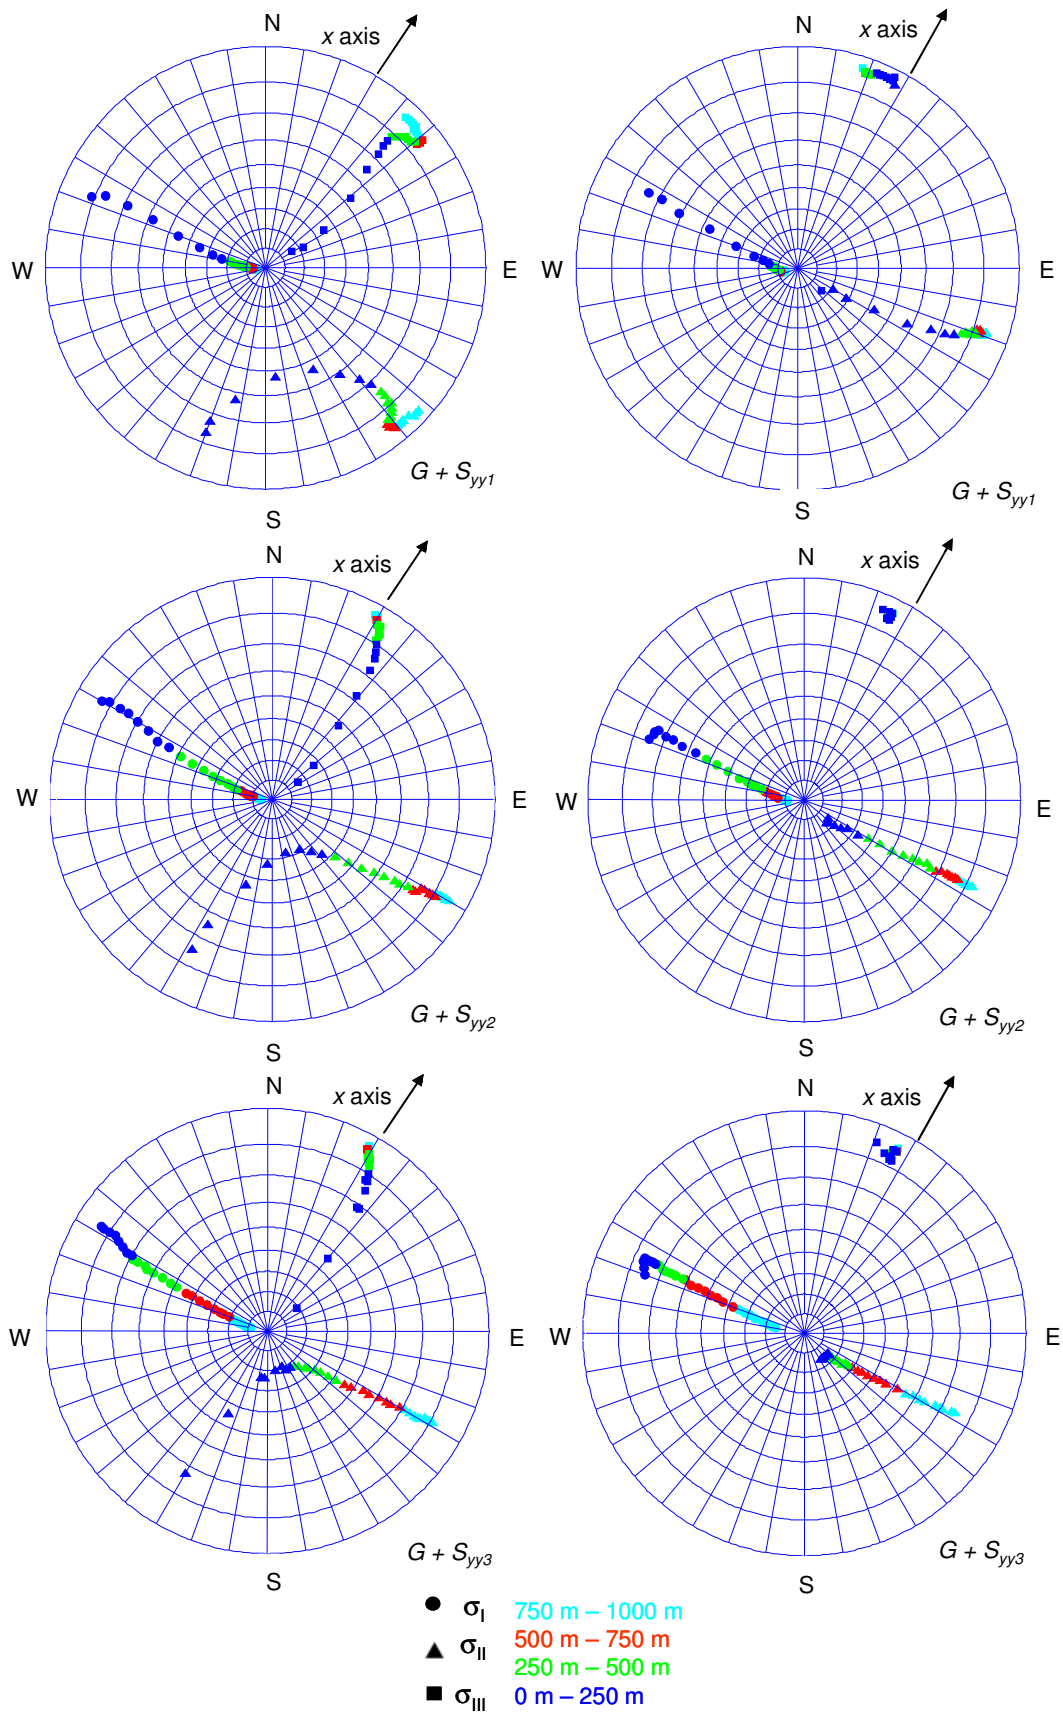 N
x axis
W
E
G + Syy1
S
N
x axis
W
E
G + Syy1
S
N
x axis
W
E
G + Syy2
S
N
x axis
W
E
G + Syy2
S
N
x axis
W
E
G + Syy3
S
N
x axis
W
E
G + Syy3
S
σI 750 m – 1000 m
σII 500 m – 750 m
250 m – 500 m
σIII 0 m – 250 m